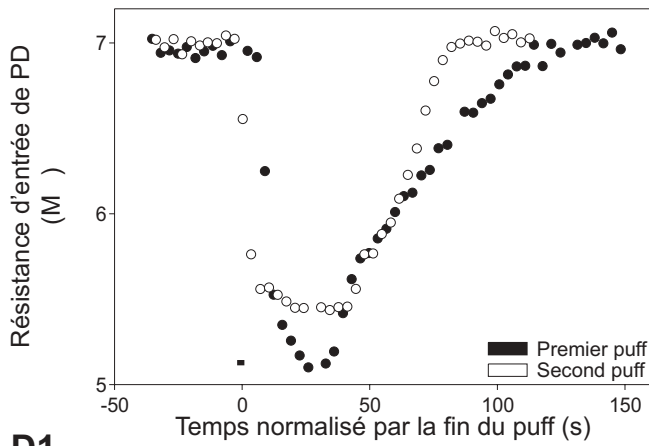 Résistance d'entrée de PD
(M )
7
6
5
-50
0
50
100
150
Premier puff
Second puff
Temps normalisé par la fin du puff (s)
D1